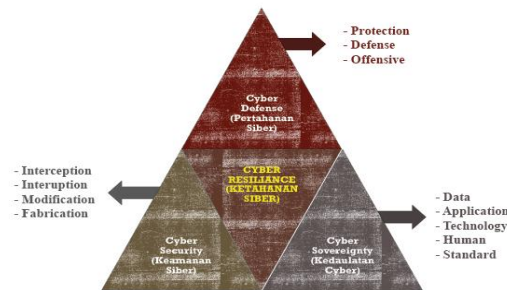 - Protection
- Defense
- Offensive
Cyber
Defense
(Pertahanan
Siber)
- Interception
- Interuption
- Modification
- Fabrication
CYBER
RESILIANCE
(KETAHANAN
SIBER)
- Data
- Application
- Technology
- Human
- Standard
Cyber
Security
(Keamanan
Siber)
Cyber
Sovereignty
(Kedaulatan
Cyber)